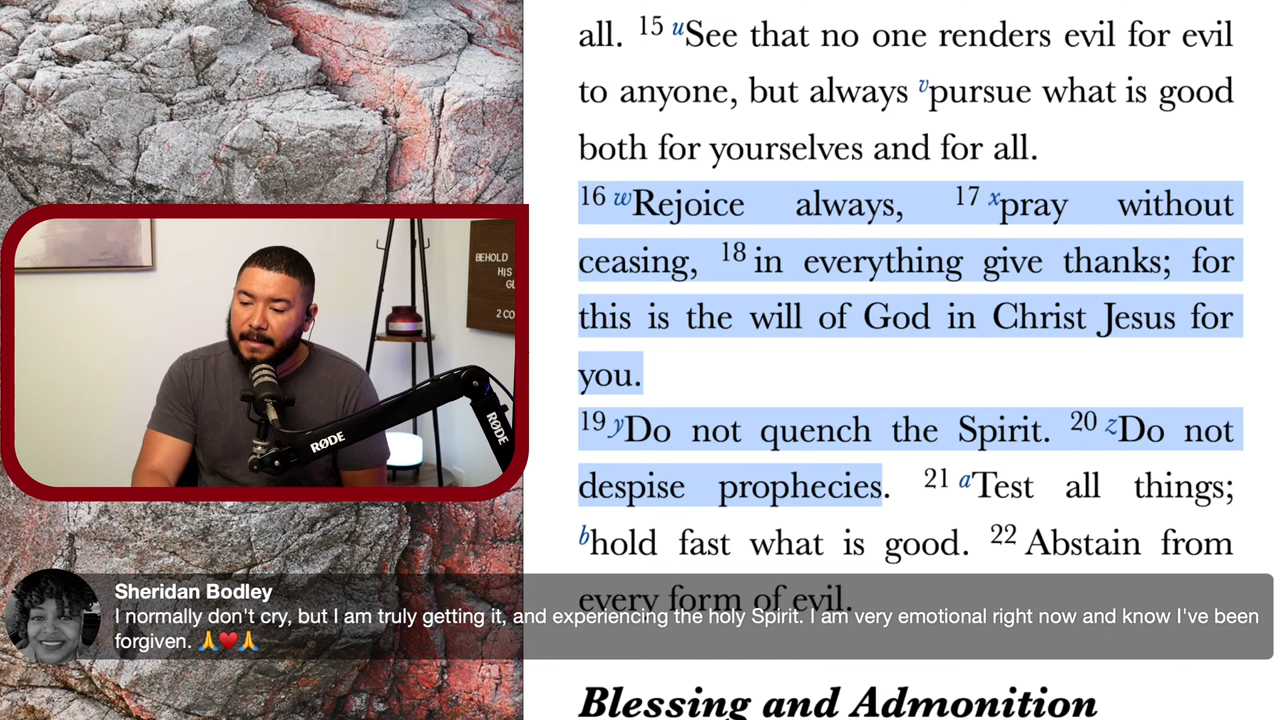 all. 15 uSee that no one renders evil for evil
to anyone, but always vpursue what is good
both for yourselves and for all.
16 wRejoice always, 17 xpray without
ceasing, 18 in everything give thanks; for
this is the will of God in Christ Jesus for
you.
19 yDo not quench the Spirit. 20 zDo not
despise prophecies. 21 aTest all things;
bhold fast what is good. 22 Abstain from
every form of evil.
Blessing and Admonition
BEHOLD
HIS
2 CO
RØDE
RØDE
Sheridan Bodley
I normally don't cry, but I am truly getting it, and experiencing the holy Spirit. I am very emotional right now and know I've been
forgiven. 🙏♥️🙏